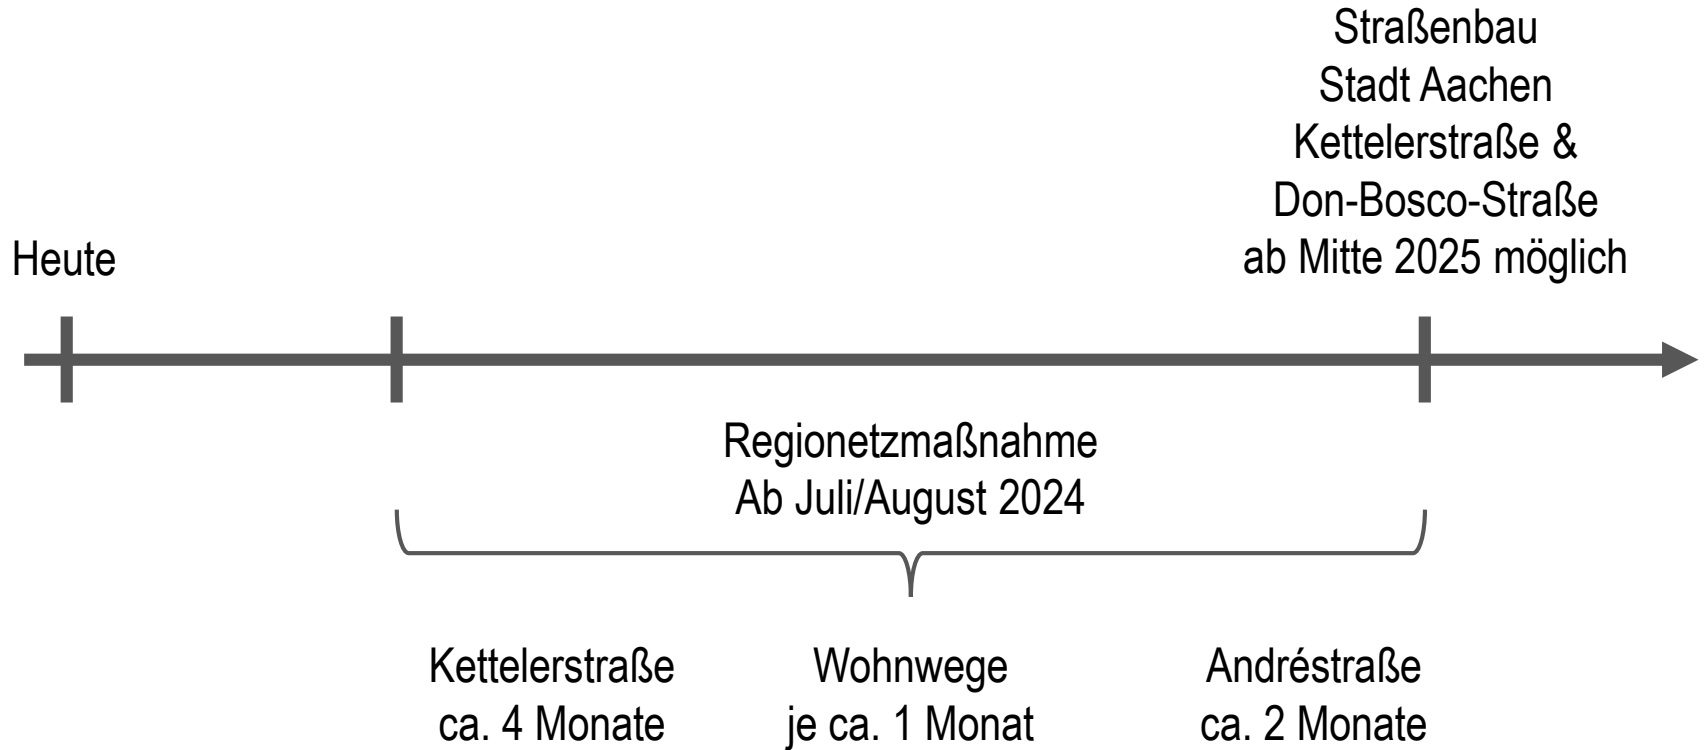 Straßenbau
Stadt Aachen
Kettelerstraße &
Don-Bosco-Straße
ab Mitte 2025 möglich
Heute
Regionetzmaßnahme
Ab Juli/August 2024
Kettelerstraße
ca. 4 Monate
Wohnwege
je ca. 1 Monat
Andréstraße
ca. 2 Monate